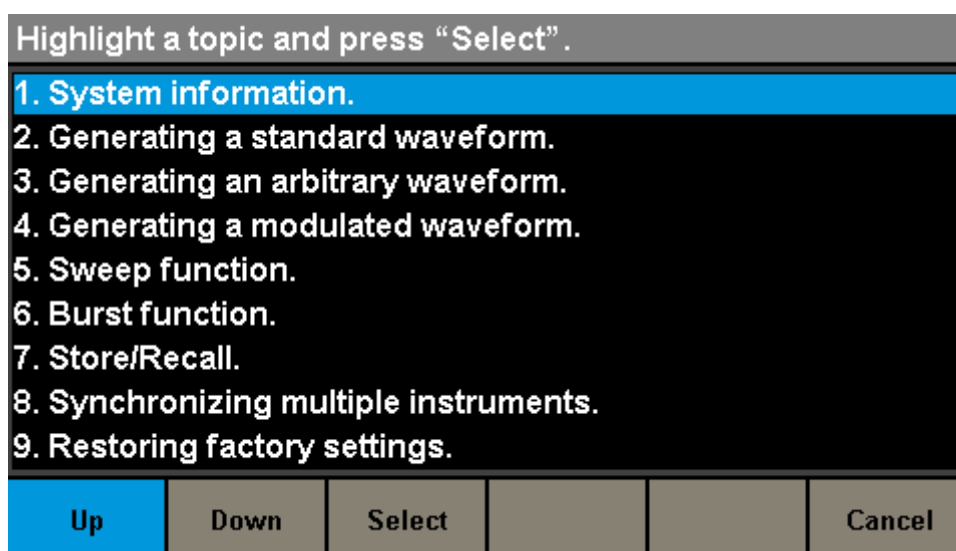 Highlight a topic and press “Select”.
1. System information.
2. Generating a standard waveform.
3. Generating an arbitrary waveform.
4. Generating a modulated waveform.
5. Sweep function.
6. Burst function.
7. Store/Recall.
8. Synchronizing multiple instruments.
9. Restoring factory settings.
Up Down Select Cancel